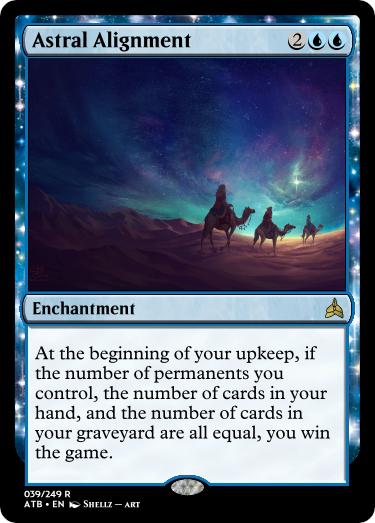 Astral Alignment 2
Enchantment
At the beginning of your upkeep, if
the number of permanents you
control, the number of cards in your
hand, and the number of cards in
your graveyard are all equal, you win
the game.
039/249 R
ATB • EN Shellz — art